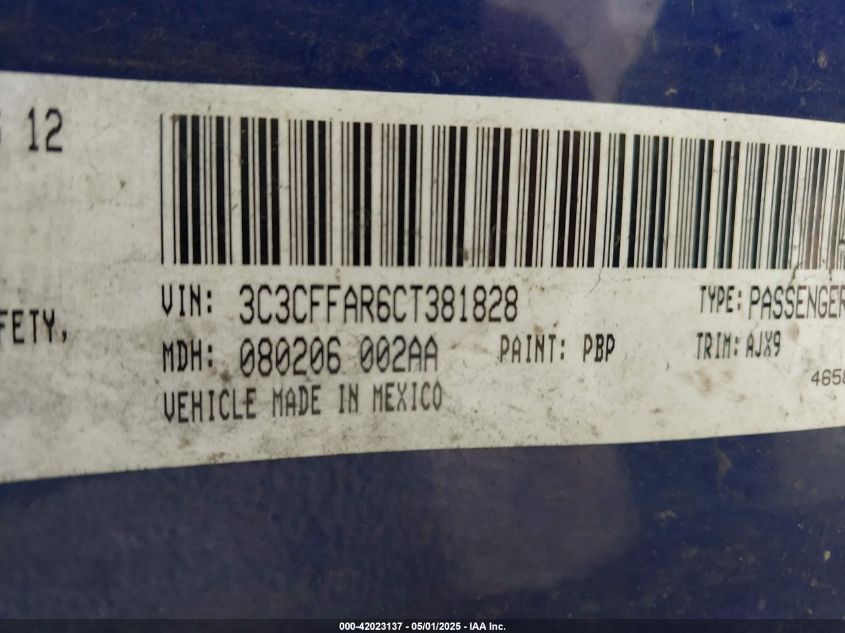 12
VIN: 3C3CFFAR6CT381828 TYPE: PASSENGER
FETY,
MDH: 080206 002AA PAINT: PBP TRIM: AJX9
465
VEHICLE MADE IN MEXICO
000-42023137 - 05/01/2025 - IAA Inc.